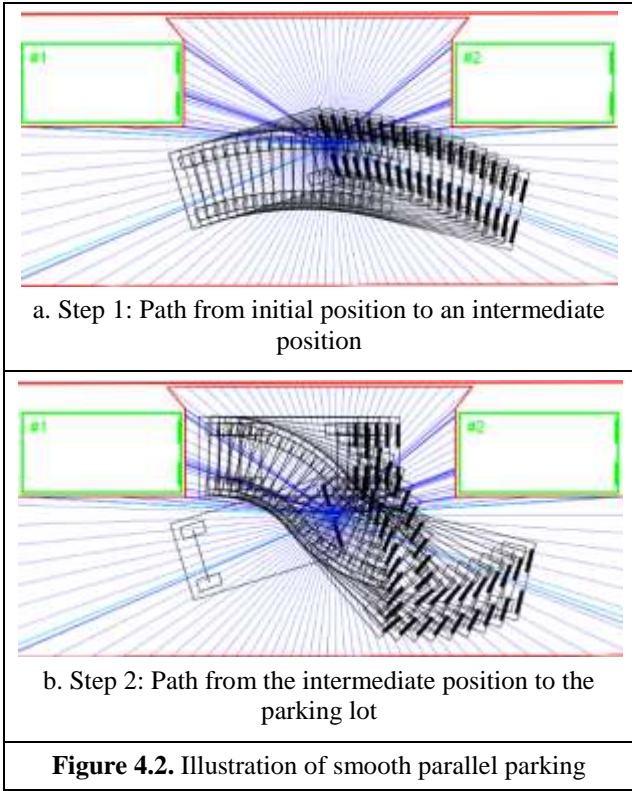 #1
#2
a. Step 1: Path from initial position to an intermediate
position
#1
#2
b. Step 2: Path from the intermediate position to the
parking lot
Figure 4.2. Illustration of smooth parallel parking